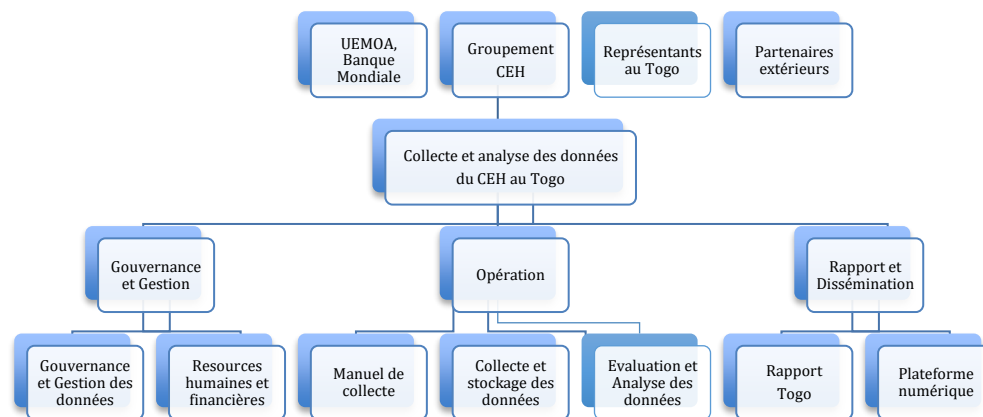 UEMOA,
Banque
Mondiale
Groupement
CEH
Représentants
au Togo
Partenaires
extérieurs
Collecte et analyse des données
du CEH au Togo
Gouvernance
et Gestion
Opération
Rapport et
Dissémination
Gouvernance
et Gestion des
données
Resources
humaines et
financières
Manuel de
collecte
Collecte et
stockage des
données
Evaluation et
Analyse des
données
Rapport
Togo
Plateforme
numérique